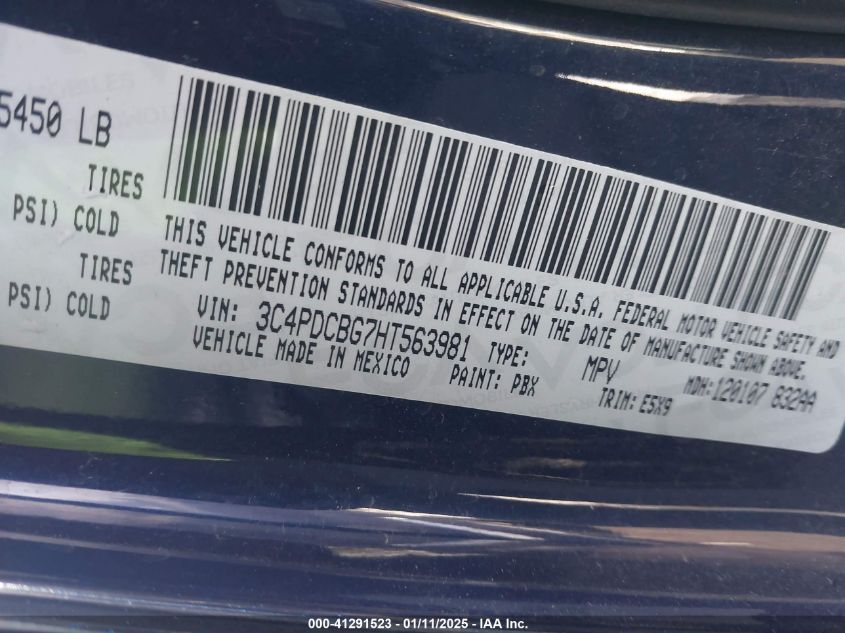 5450 LB
TIRES
PSI) COLD
TIRES
PSI) COLD
THIS VEHICLE CONFORMS TO ALL APPLICABLE U.S.A. FEDERAL MOTOR VEHICLE SAFETY AND
THEFT PREVENTION STANDARDS IN EFFECT ON THE DATE OF MANUFACTURE SHOWN ABOVE.
VIN: 3C4PDCBG7HT563981 TYPE: MPV MDH:120107 832AA
VEHICLE MADE IN MEXICO PAINT: PBX TRIM: E5X9
000-41291523 - 01/11/2025 - IAA Inc.